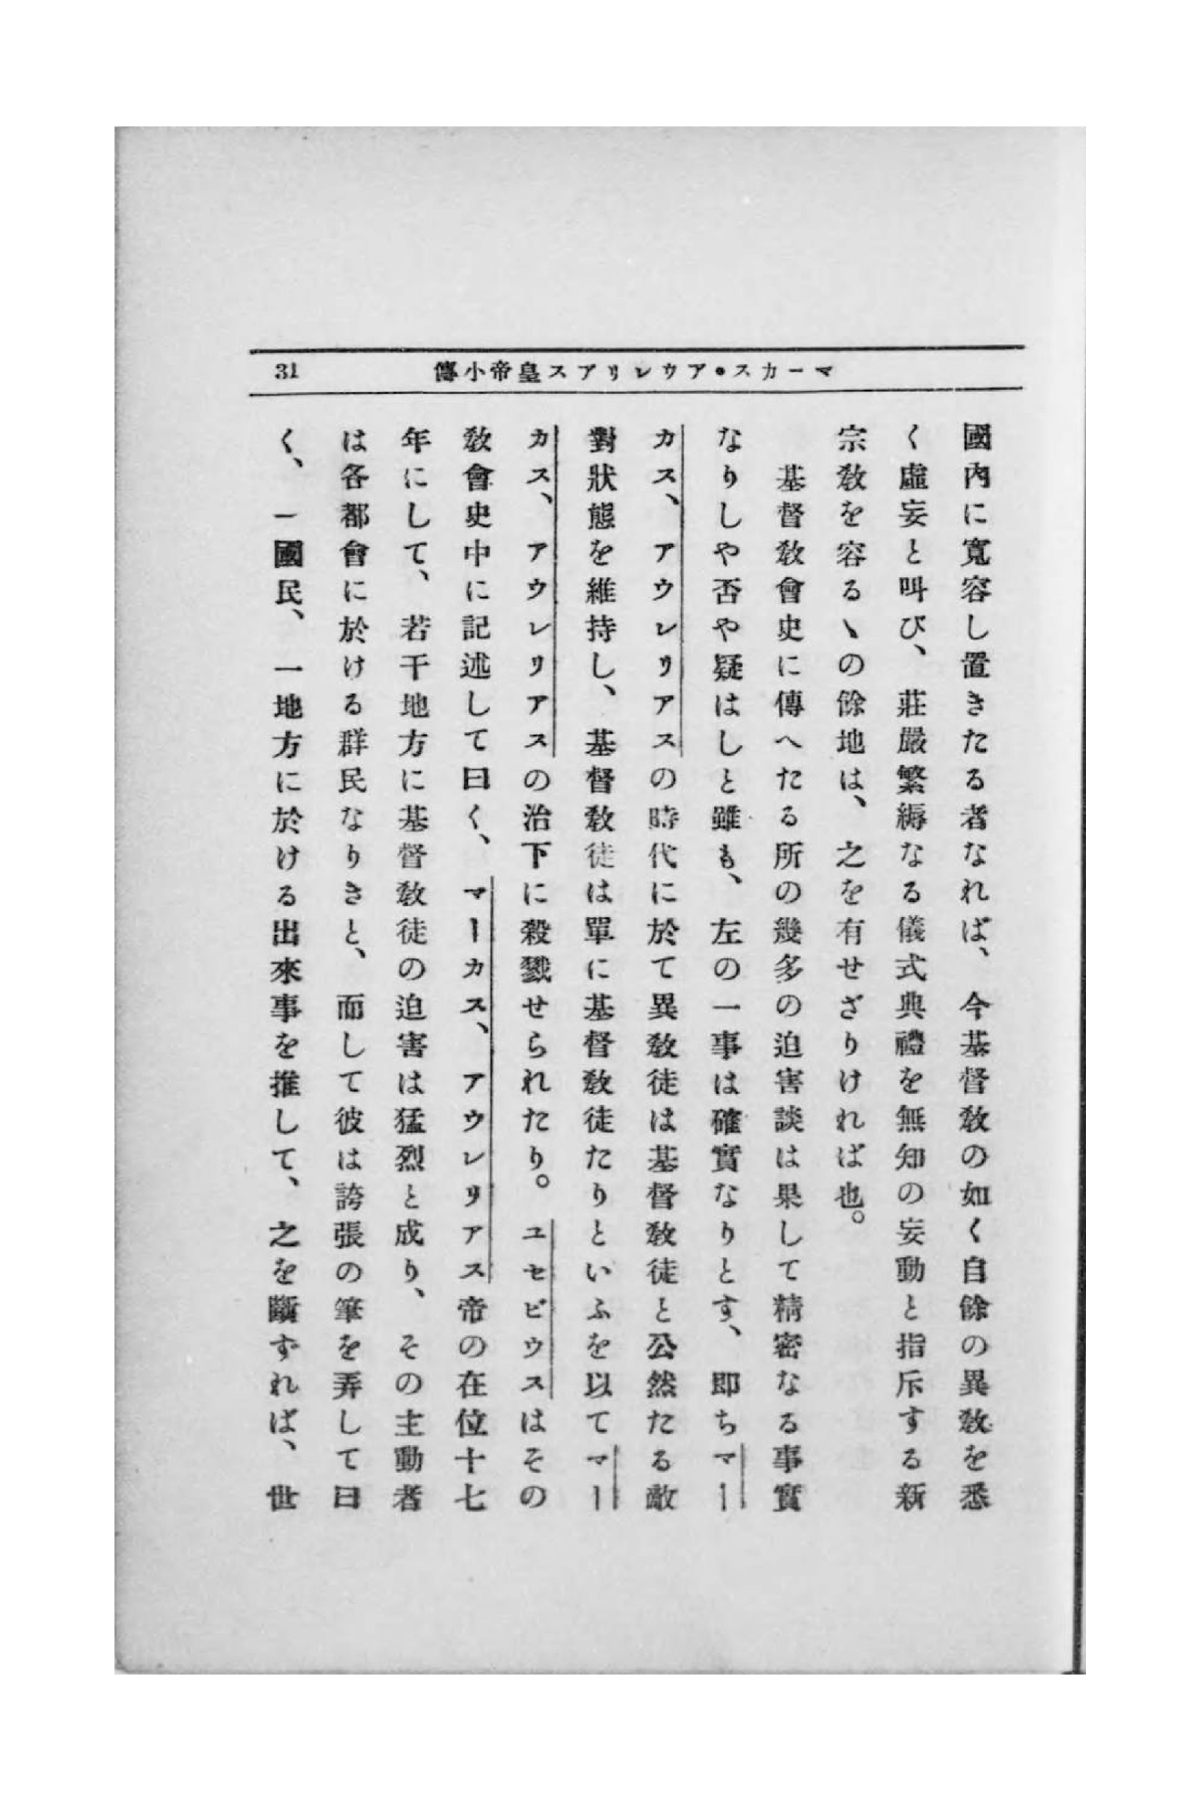 マーカス・アウレリアス皇帝小傳
31
國內に寬容し置きたる者なれば、今基督敎の如く自餘の異敎を悉
く虛妄と叫び、莊嚴繁縟なる儀式典禮を無知の妄動と指斥する新
宗敎を容るゝの餘地は、之を有せざりければ也。
基督敎會史に傳へたる所の幾多の迫害談は果して精密なる事實
なりしや否や疑はしと雖も、左の一事は確實なりとす、卽ちマー
カス、アウレリアスの時代に於て異敎徒は基督敎徒と公然たる敵
對狀態を維持し、基督敎徒は單に基督敎徒たりといふを以てマー
カス、アウレリアスの治下に殺戮せられたり。ユセビウスはその
敎會史中に記述して曰く、マーカス、アウレリアス帝の在位十七
年にして、若干地方に基督敎徒の迫害は猛烈と成り、その主動者
は各都會に於ける群民なりきと、而して彼は誇張の筆を弄して曰
く、一國民、一地方に於ける出來事を推して、之を斷ずれば、世